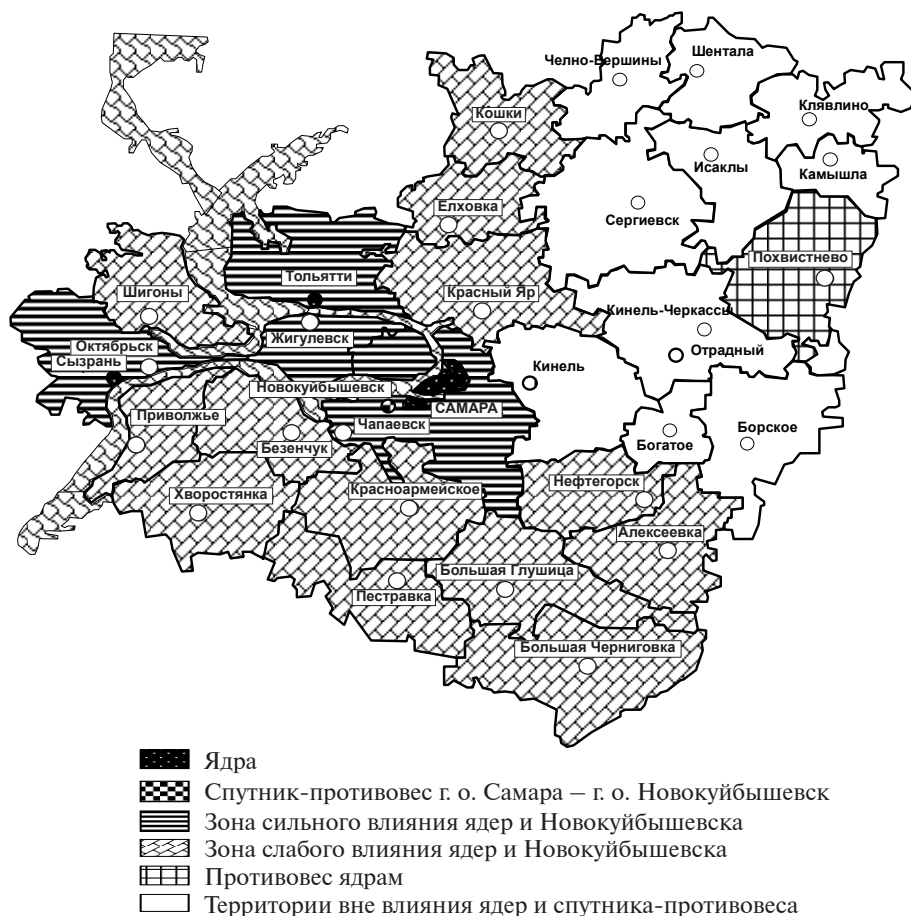 Челно-Вершины
Шентала
Кошки
Клявлино
Исаклы
Камышла
Елховка
Сергиевск
Похвистнево
Тольятти
Шигоны
Красный Яр
Кинель-Черкассы
Жигулевск
Октябрьск
Отрадный
Сызрань
Кинель
Новокуйбышевск
САМАРА
Приволжье
Чапаевск
Безенчук
Богатое
Борское
Нефтегорск
Хворостянка
Красноармейское
Алексеевка
Большая Глушица
Пестравка
Большая Черниговка
Ядра
Спутник-противовес г. о. Самара – г. о. Новокуйбышевск
Зона сильного влияния ядер и Новокуйбышевска
Зона слабого влияния ядер и Новокуйбышевска
Противовес ядрам
Территории вне влияния ядер и спутника-противовеса